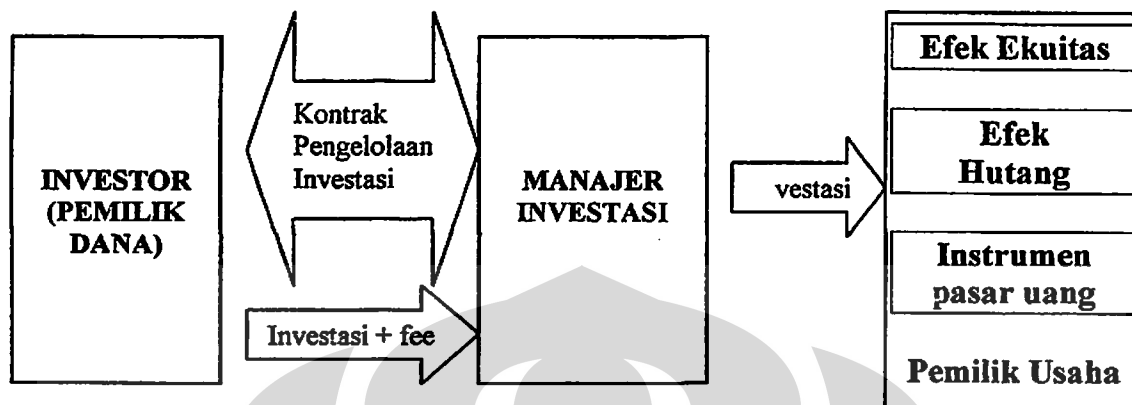 INVESTOR
(PEMILIK
DANA)
Kontrak
Pengelolaan
Investasi
Investasi + fee
MANAJER
INVESTASI
vestasi
Efek Ekuitas
Efek
Hutang
Instrumen
pasar uang
Pemilik Usaha